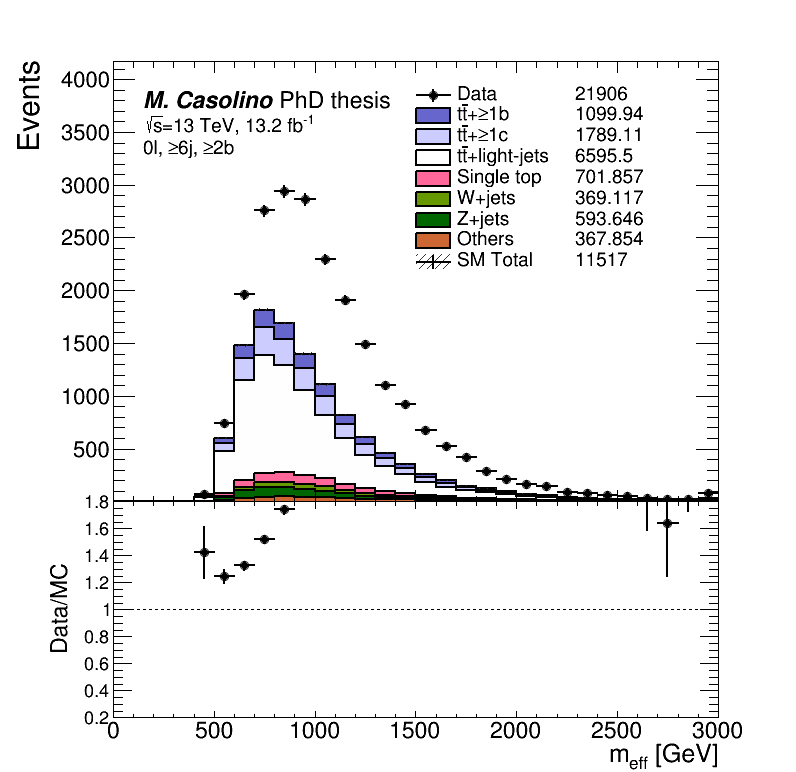 Events
4000
3500
3000
2500
2000
1500
1000
500
M. Casolino PhD thesis
√s=13 TeV, 13.2 fb⁻¹
0l, ≥6j, ≥2b
Data 21906
tt̄+≥1b 1099.94
tt̄+≥1c 1789.11
tt̄+light-jets 6595.5
Single top 701.857
W+jets 369.117
Z+jets 593.646
Others 367.854
SM Total 11517
Data/MC
1.8
1.6
1.4
1.2
1
0.8
0.6
0.4
0.2
0 500 1000 1500 2000 2500 3000
m_eff [GeV]